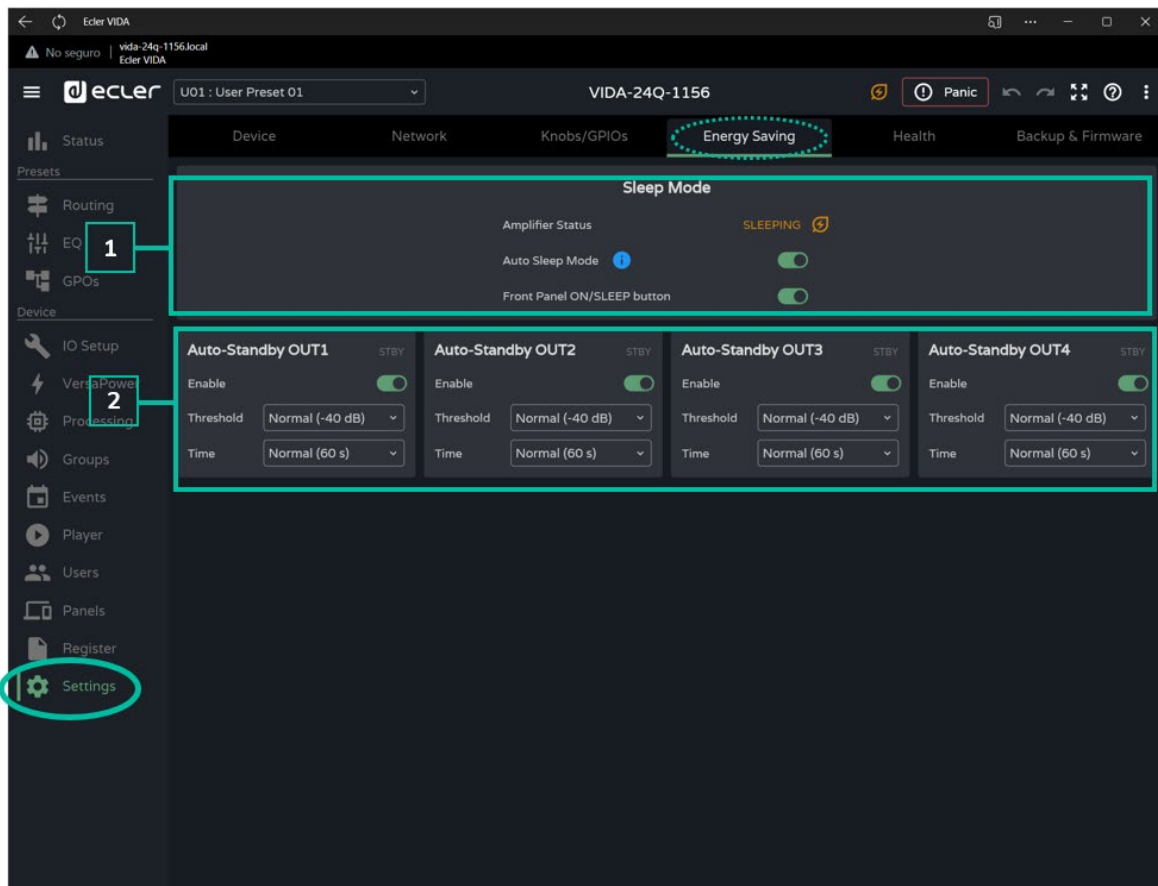 Ecler VIDA
No seguro
vida-24q-1156.local
Ecler VIDA
ecler
U01 : User Preset 01
VIDA-24Q-1156
Panic
Status
Device Network Knobs/GPIOs Energy Saving Health Backup & Firmware
Presets
Routing
EQ
GPOs
1
Sleep Mode
Amplifier Status SLEEPING
Auto Sleep Mode
Front Panel ON/SLEEP button
Device
IO Setup
VersaPower
Processing
Groups
Events
Player
Users
Panels
Register
Settings
2
Auto-Standby OUT1 STBY
Enable
Threshold Normal (-40 dB)
Time Normal (60 s)
Auto-Standby OUT2 STBY
Enable
Threshold Normal (-40 dB)
Time Normal (60 s)
Auto-Standby OUT3 STBY
Enable
Threshold Normal (-40 dB)
Time Normal (60 s)
Auto-Standby OUT4 STBY
Enable
Threshold Normal (-40 dB)
Time Normal (60 s)